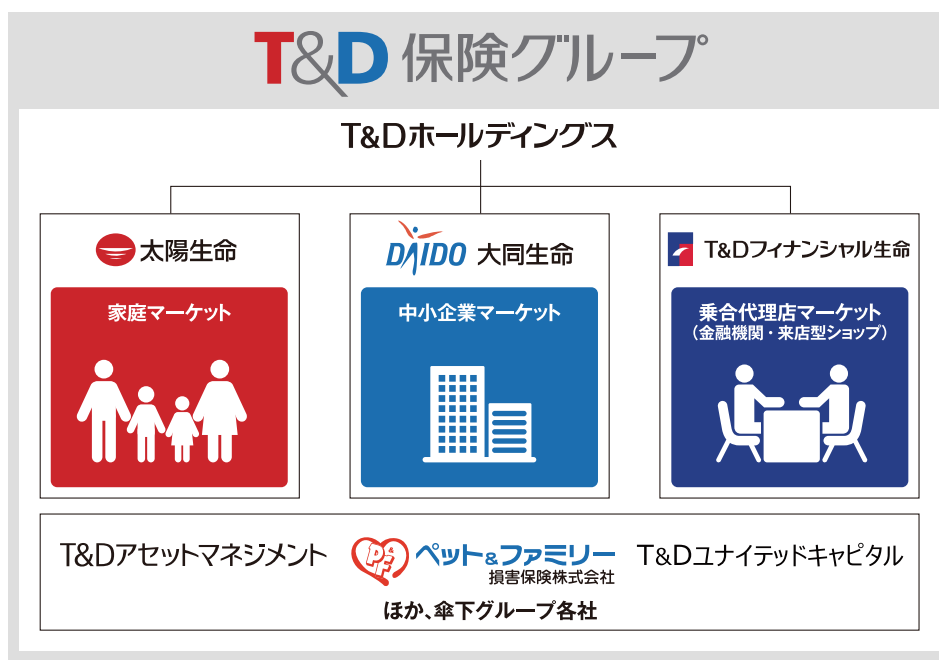 T&D 保険グループ
T&Dホールディングス
太陽生命
DAIDO 大同生命
T&Dフィナンシャル生命
家庭マーケット
中小企業マーケット
乗合代理店マーケット
(金融機関・来店型ショップ)
T&Dアセットマネジメント
P&F ペット&ファミリー
損害保険株式会社
T&Dユナイテッドキャピタル
ほか、傘下グループ各社